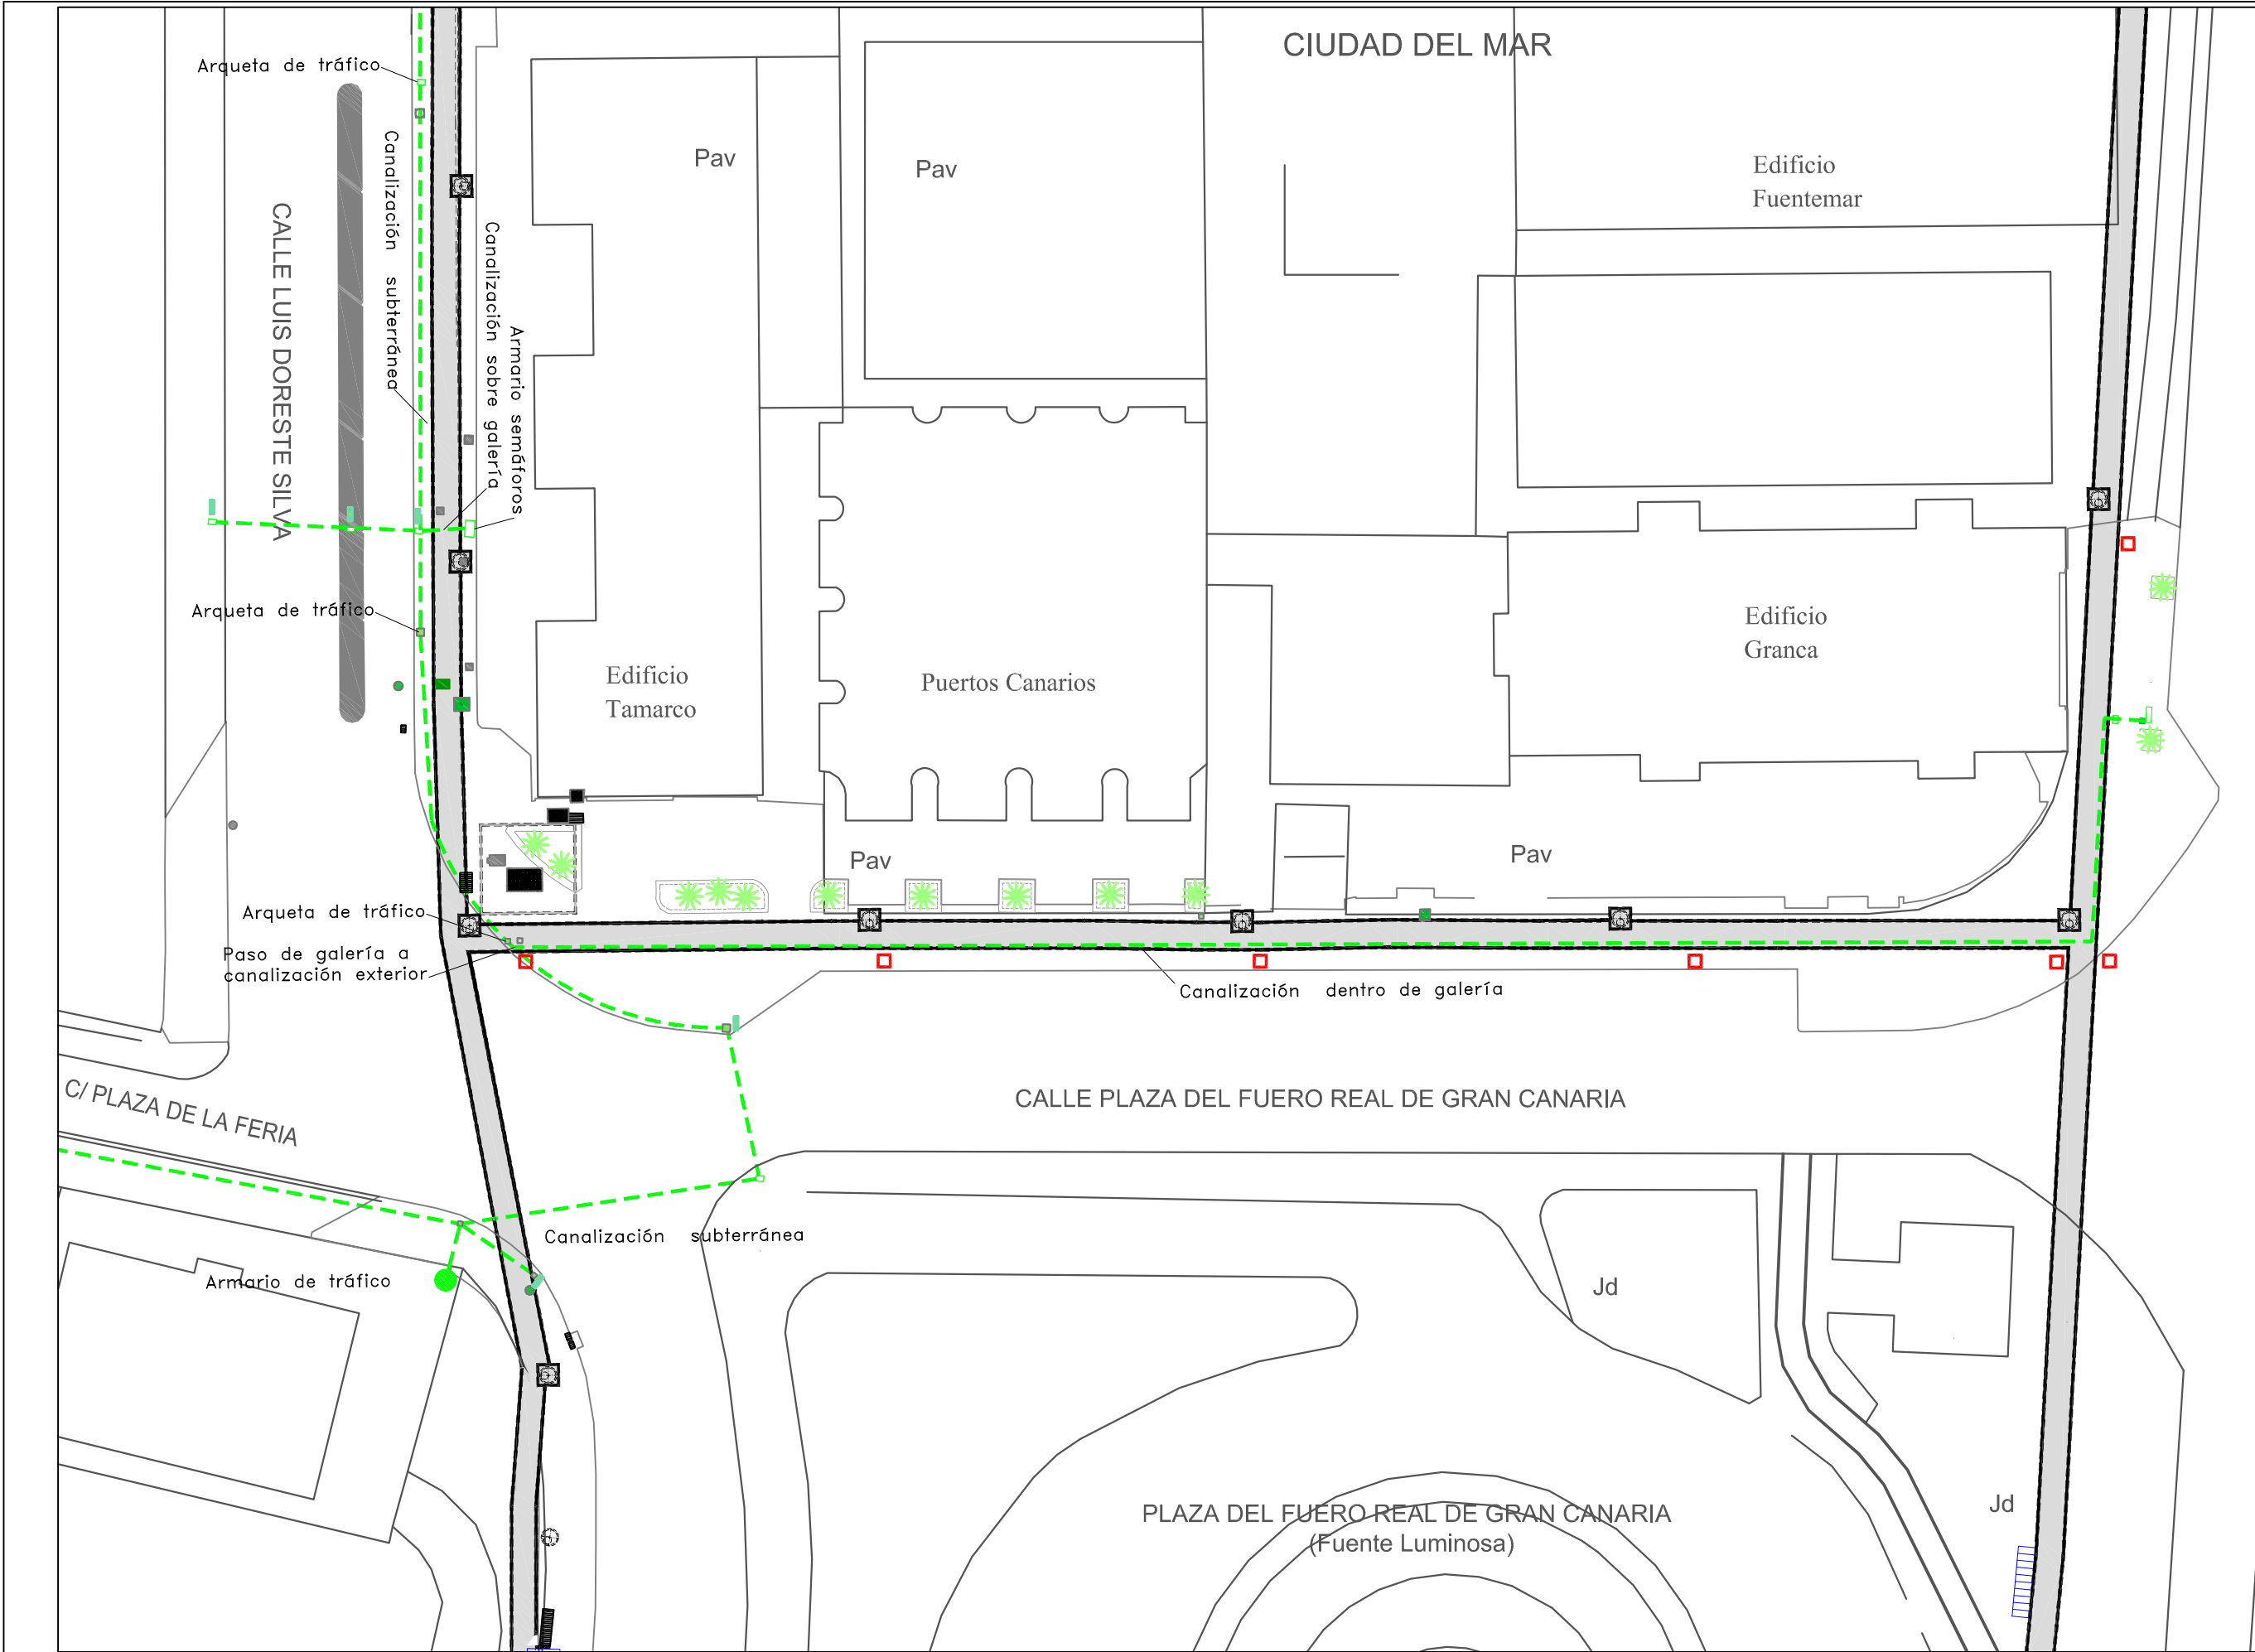 CIUDAD DEL MAR
Arqueta de tráfico
Pav
Pav
Edificio
Fuentemar
Canalización subterránea
CALLE LUIS DORESTE SILVA
Canalización sobre galería
Armario semáforos
Arqueta de tráfico
Edificio
Tamarco
Puertos Canarios
Edificio
Granca
Pav
Pav
Arqueta de tráfico
Paso de galería a
canalización exterior
Canalización dentro de galería
C/ PLAZA DE LA FERIA
CALLE PLAZA DEL FUERO REAL DE GRAN CANARIA
Canalización subterránea
Armario de tráfico
Jd
PLAZA DEL FUERO REAL DE GRAN CANARIA
(Fuente Luminosa)
Jd